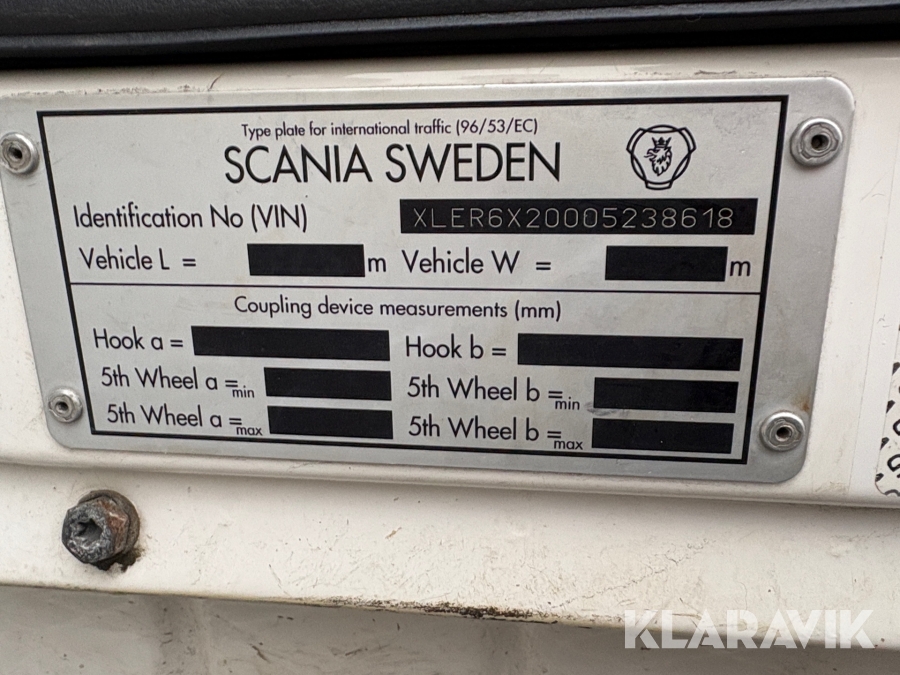 Type plate for international traffic (96/53/EC)
SCANIA SWEDEN
Identification No (VIN) XLER6X20005238618
Vehicle L = m Vehicle W = m
Coupling device measurements (mm)
Hook a = Hook b =
5th Wheel a =min 5th Wheel b =min
5th Wheel a =max 5th Wheel b =max
KLARAVIK